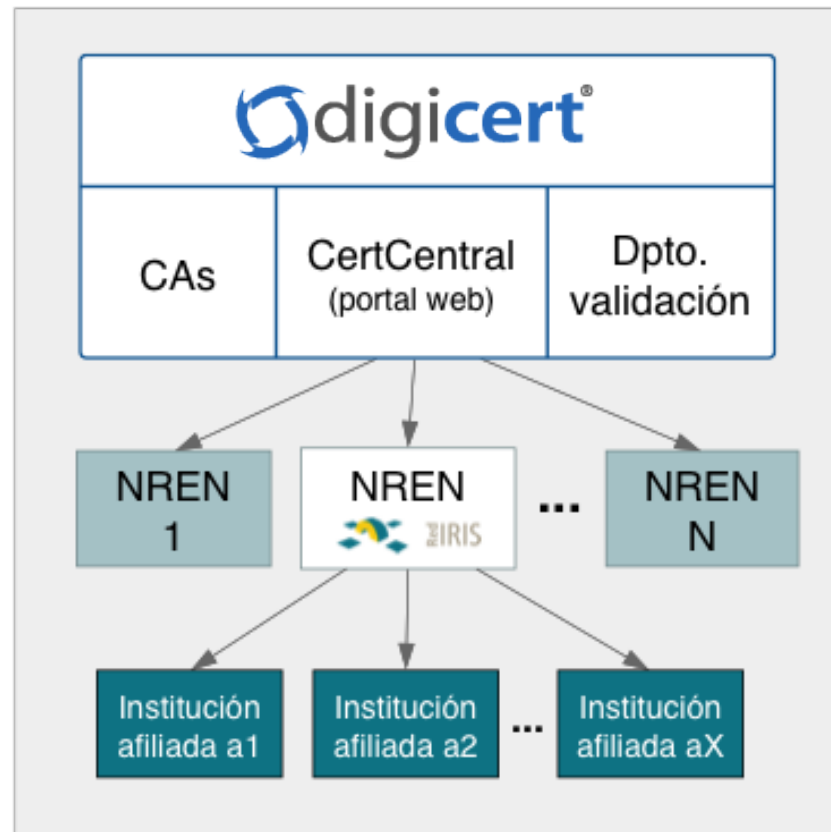 digicert®
CAs
CertCentral
(portal web)
Dpto.
validación
NREN
1
NREN
Red
IRIS
...
NREN
N
Institución
afiliada a1
Institución
afiliada a2
...
Institución
afiliada aX